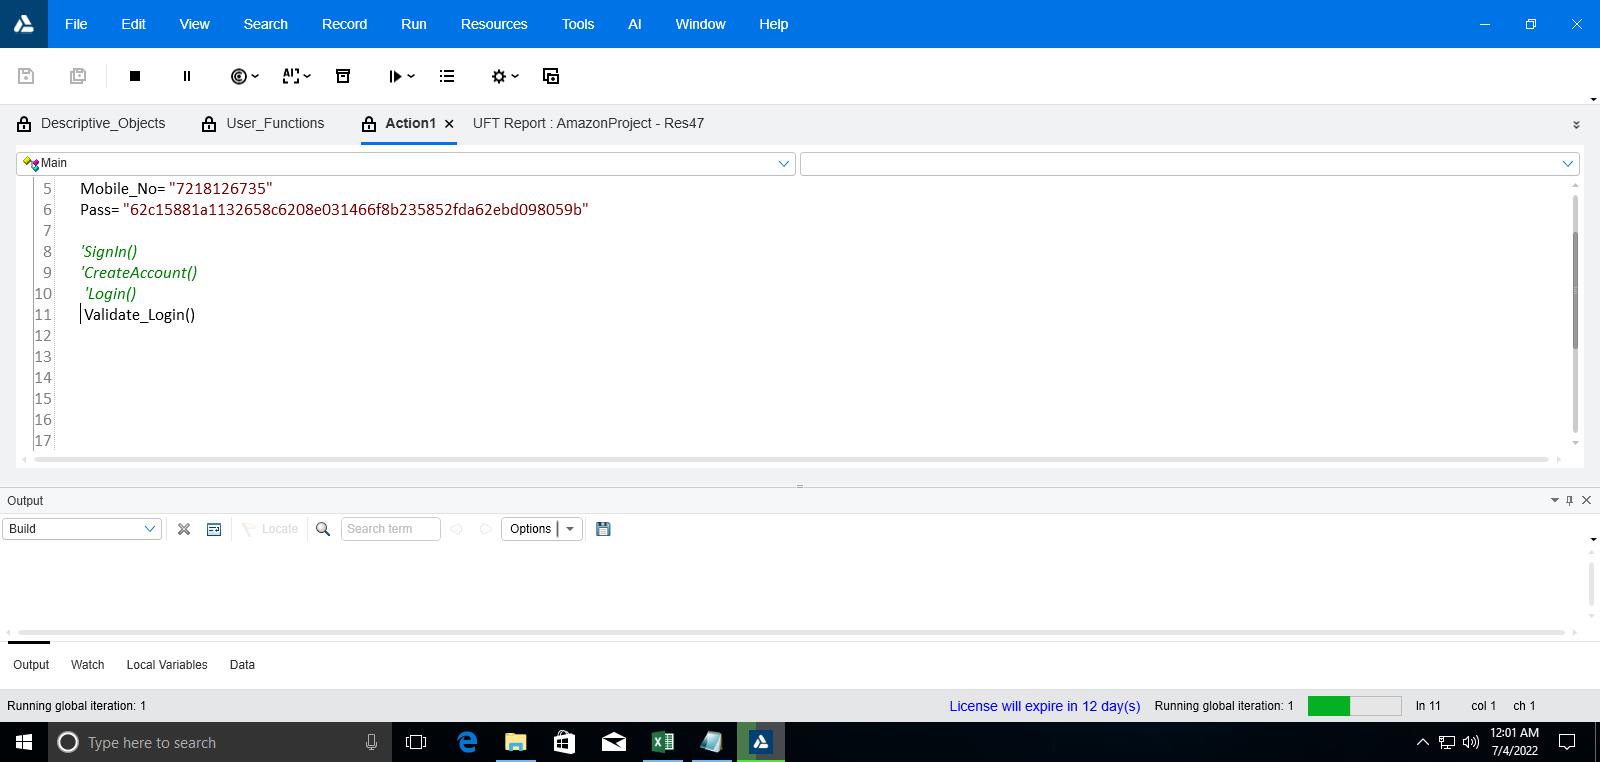 File Edit View Search Record Run Resources Tools AI Window Help
AI
Descriptive_Objects User_Functions Action1 UFT Report : AmazonProject - Res47
Main
5 Mobile_No= "7218126735"
6 Pass= "62c15881a1132658c6208e031466f8b235852fda62ebd098059b"
7
8 'SignIn()
9 'CreateAccount()
10 'Login()
11 Validate_Login()
12
13
14
15
16
17
Output
Build Locate Search term Options
Output Watch Local Variables Data
Running global iteration: 1 License will expire in 12 day(s) Running global iteration: 1 ln 11 col 1 ch 1
Type here to search 12:01 AM
7/4/2022